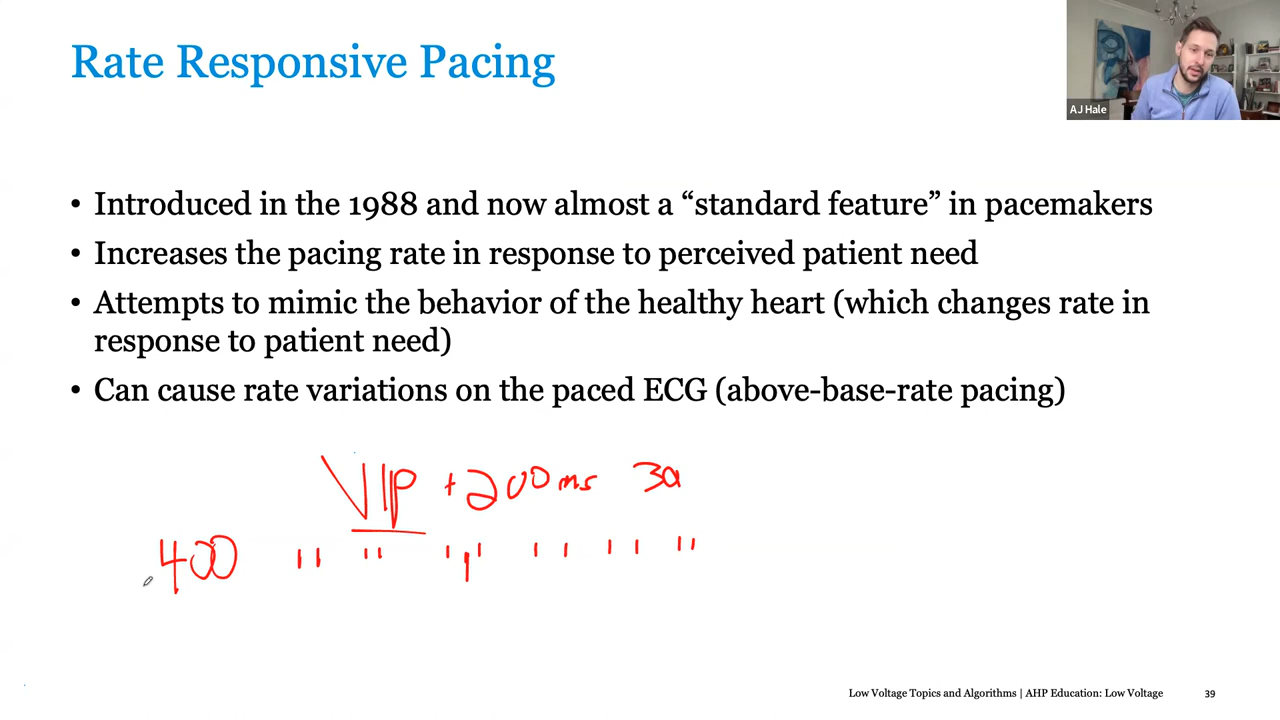 Rate Responsive Pacing
AJ Hale
• Introduced in the 1988 and now almost a “standard feature” in pacemakers
• Increases the pacing rate in response to perceived patient need
• Attempts to mimic the behavior of the healthy heart (which changes rate in
response to patient need)
• Can cause rate variations on the paced ECG (above-base-rate pacing)
VIP +200ms
400
Low Voltage Topics and Algorithms | AHP Education: Low Voltage 39